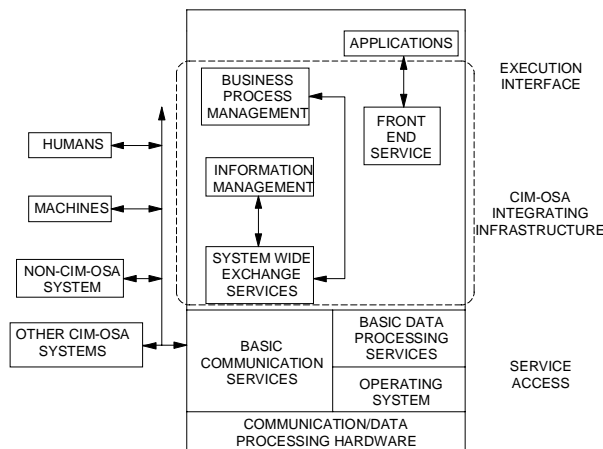 APPLICATIONS
EXECUTION
INTERFACE
BUSINESS
PROCESS
MANAGEMENT
FRONT
END
SERVICE
HUMANS
INFORMATION
MANAGEMENT
MACHINES
CIM-OSA
INTEGRATING
INFRASTRUCTURE
SYSTEM WIDE
EXCHANGE
SERVICES
NON-CIM-OSA
SYSTEM
OTHER CIM-OSA
SYSTEMS
BASIC
COMMUNICATION
SERVICES
BASIC DATA
PROCESSING
SERVICES
OPERATING
SYSTEM
SERVICE
ACCESS
COMMUNICATION/DATA
PROCESSING HARDWARE